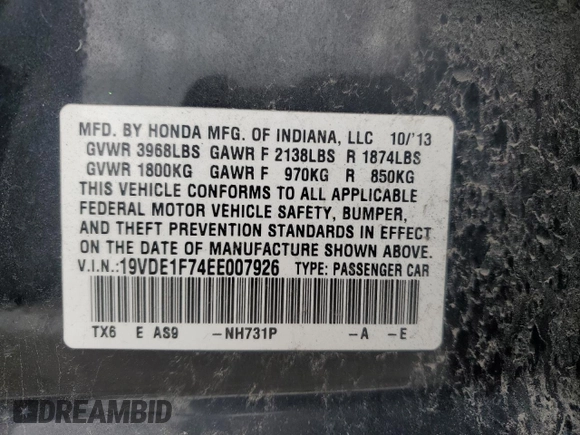 MFD. BY HONDA MFG. OF INDIANA, LLC 10/'13
GVWR 3968LBS GAWR F 2138LBS R 1874LBS
GVWR 1800KG GAWR F 970KG R 850KG
THIS VEHICLE CONFORMS TO ALL APPLICABLE
FEDERAL MOTOR VEHICLE SAFETY, BUMPER,
AND THEFT PREVENTION STANDARDS IN EFFECT
ON THE DATE OF MANUFACTURE SHOWN ABOVE.
V.I.N.:19VDE1F74EE007926 TYPE: PASSENGER CAR
TX6 E AS9 -NH731P -A -E
DREAMBID